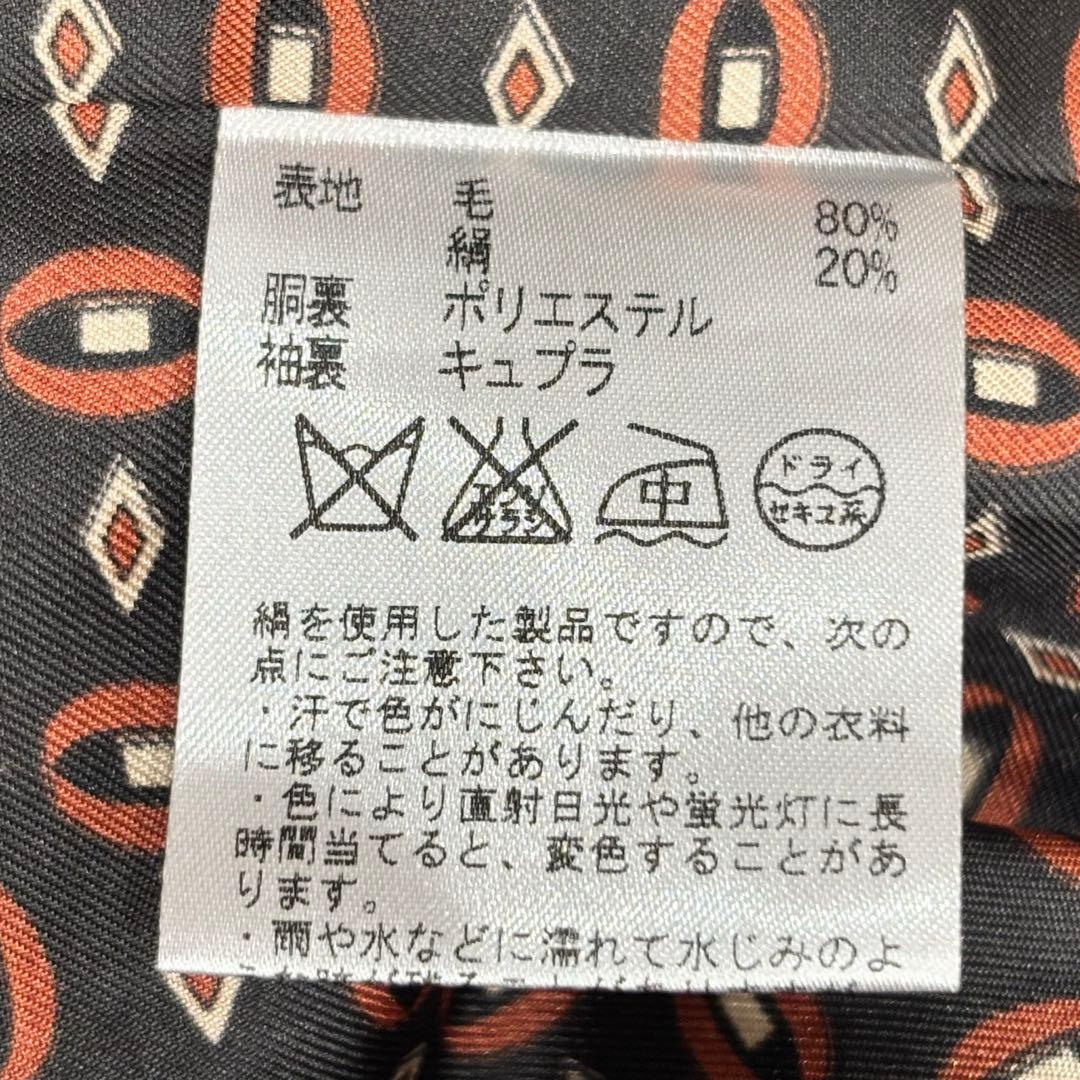 表地 毛 80%
絹 20%
胴裏 ポリエステル
袖裏 キュプラ
エンソ
サラシ
中
ドライ
セキユ系
絹を使用した製品ですので、次の
点にご注意下さい。
・汗で色がにじんだり、他の衣料
に移ることがあります。
・色により直射日光や蛍光灯に長
時間当てると、変色することがあ
ります。
・雨や水などに濡れて水じみのよ